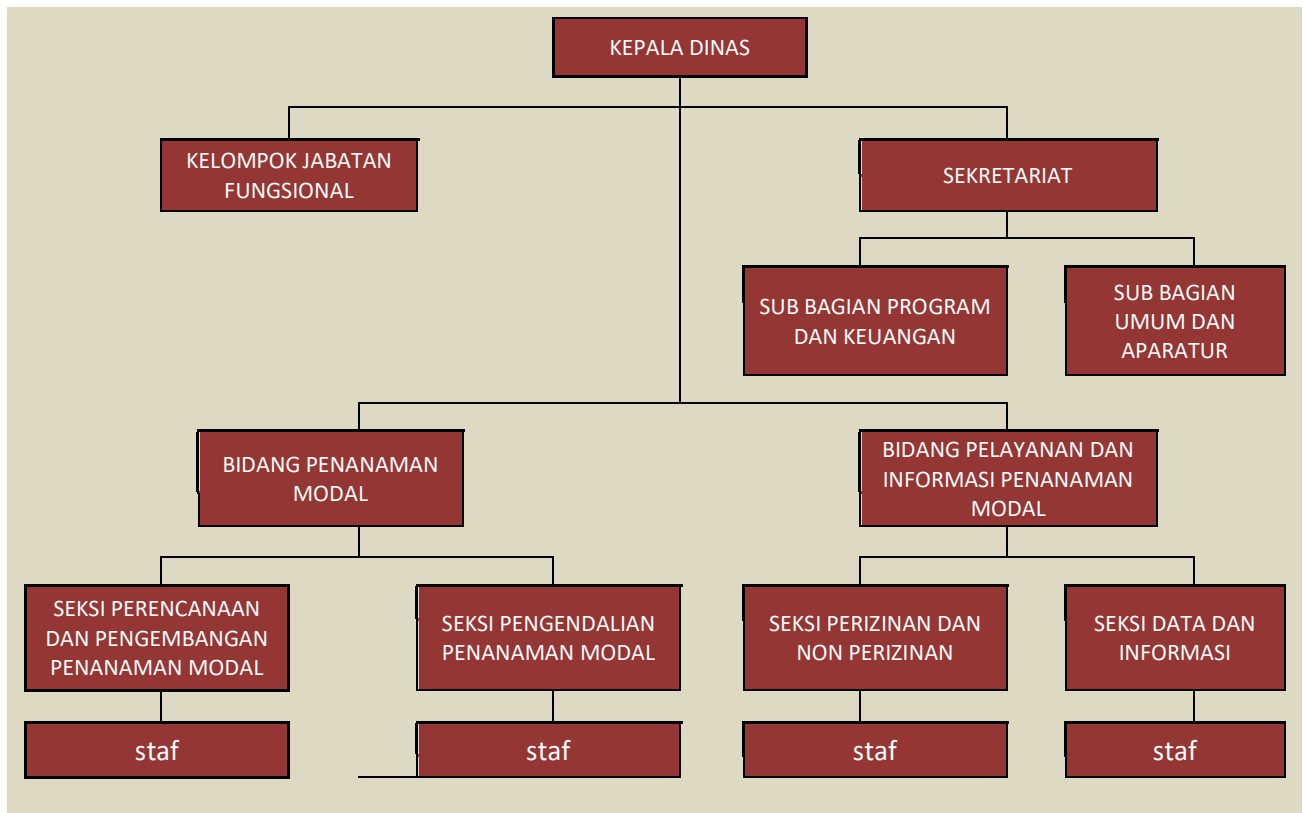 KEPALA DINAS
KELOMPOK JABATAN
FUNGSIONAL
SEKRETARIAT
SUB BAGIAN PROGRAM
DAN KEUANGAN
SUB BAGIAN
UMUM DAN
APARATUR
BIDANG PENANAMAN
MODAL
BIDANG PELAYANAN DAN
INFORMASI PENANAMAN
MODAL
SEKSI PERENCANAAN
DAN PENGEMBANGAN
PENANAMAN MODAL
SEKSI PENGENDALIAN
PENANAMAN MODAL
SEKSI PERIZINAN DAN
NON PERIZINAN
SEKSI DATA DAN
INFORMASI
staf
staf
staf
staf